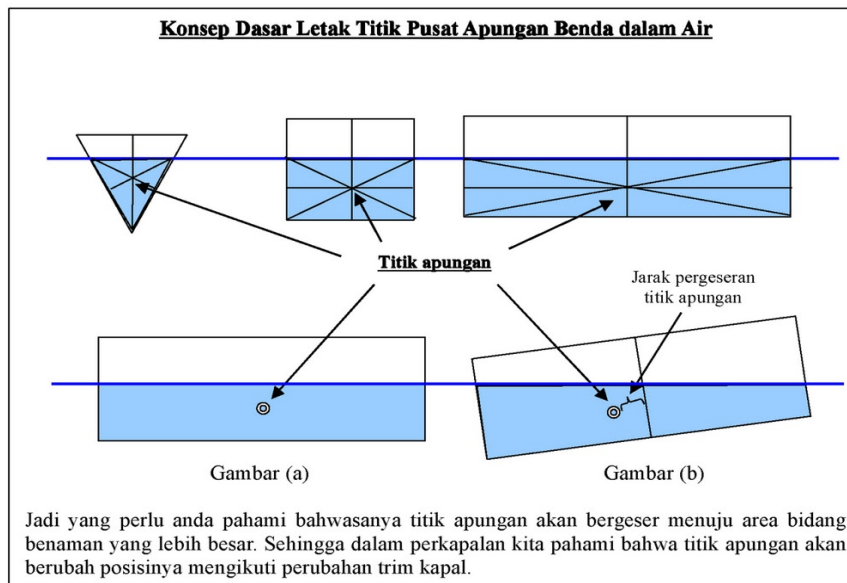 Konsep Dasar Letak Titik Pusat Apungan Benda dalam Air
Titik apungan
Jarak pergeseran
titik apungan
Gambar (a)
Gambar (b)
Jadi yang perlu anda pahami bahwasanya titik apungan akan bergeser menuju area bidang
benaman yang lebih besar. Sehingga dalam perkapalan kita pahami bahwa titik apungan akan
berubah posisinya mengikuti perubahan trim kapal.